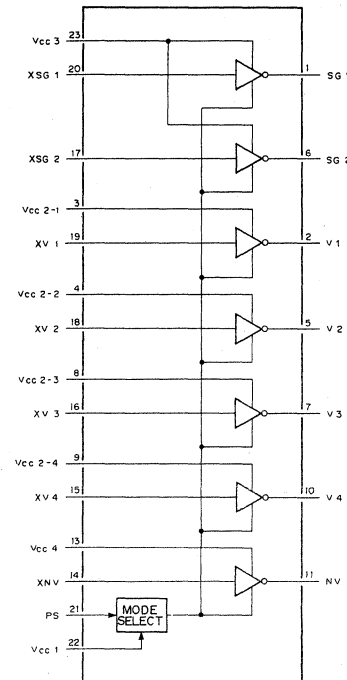 Vcc 3 23
XSG 1 20 1 SG
XSG 2 17 6 SG 2
Vcc 2-1 3
XV 1 19 2 V 1
Vcc 2-2 4
XV 2 18 5 V 2
Vcc 2-3 8
XV 3 16 7 V 3
Vcc 2-4 9
XV4 15 10 V 4
Vcc 4 13
XNV 14 11 NV
PS 21 MODE
SELECT
Vcc 1 22